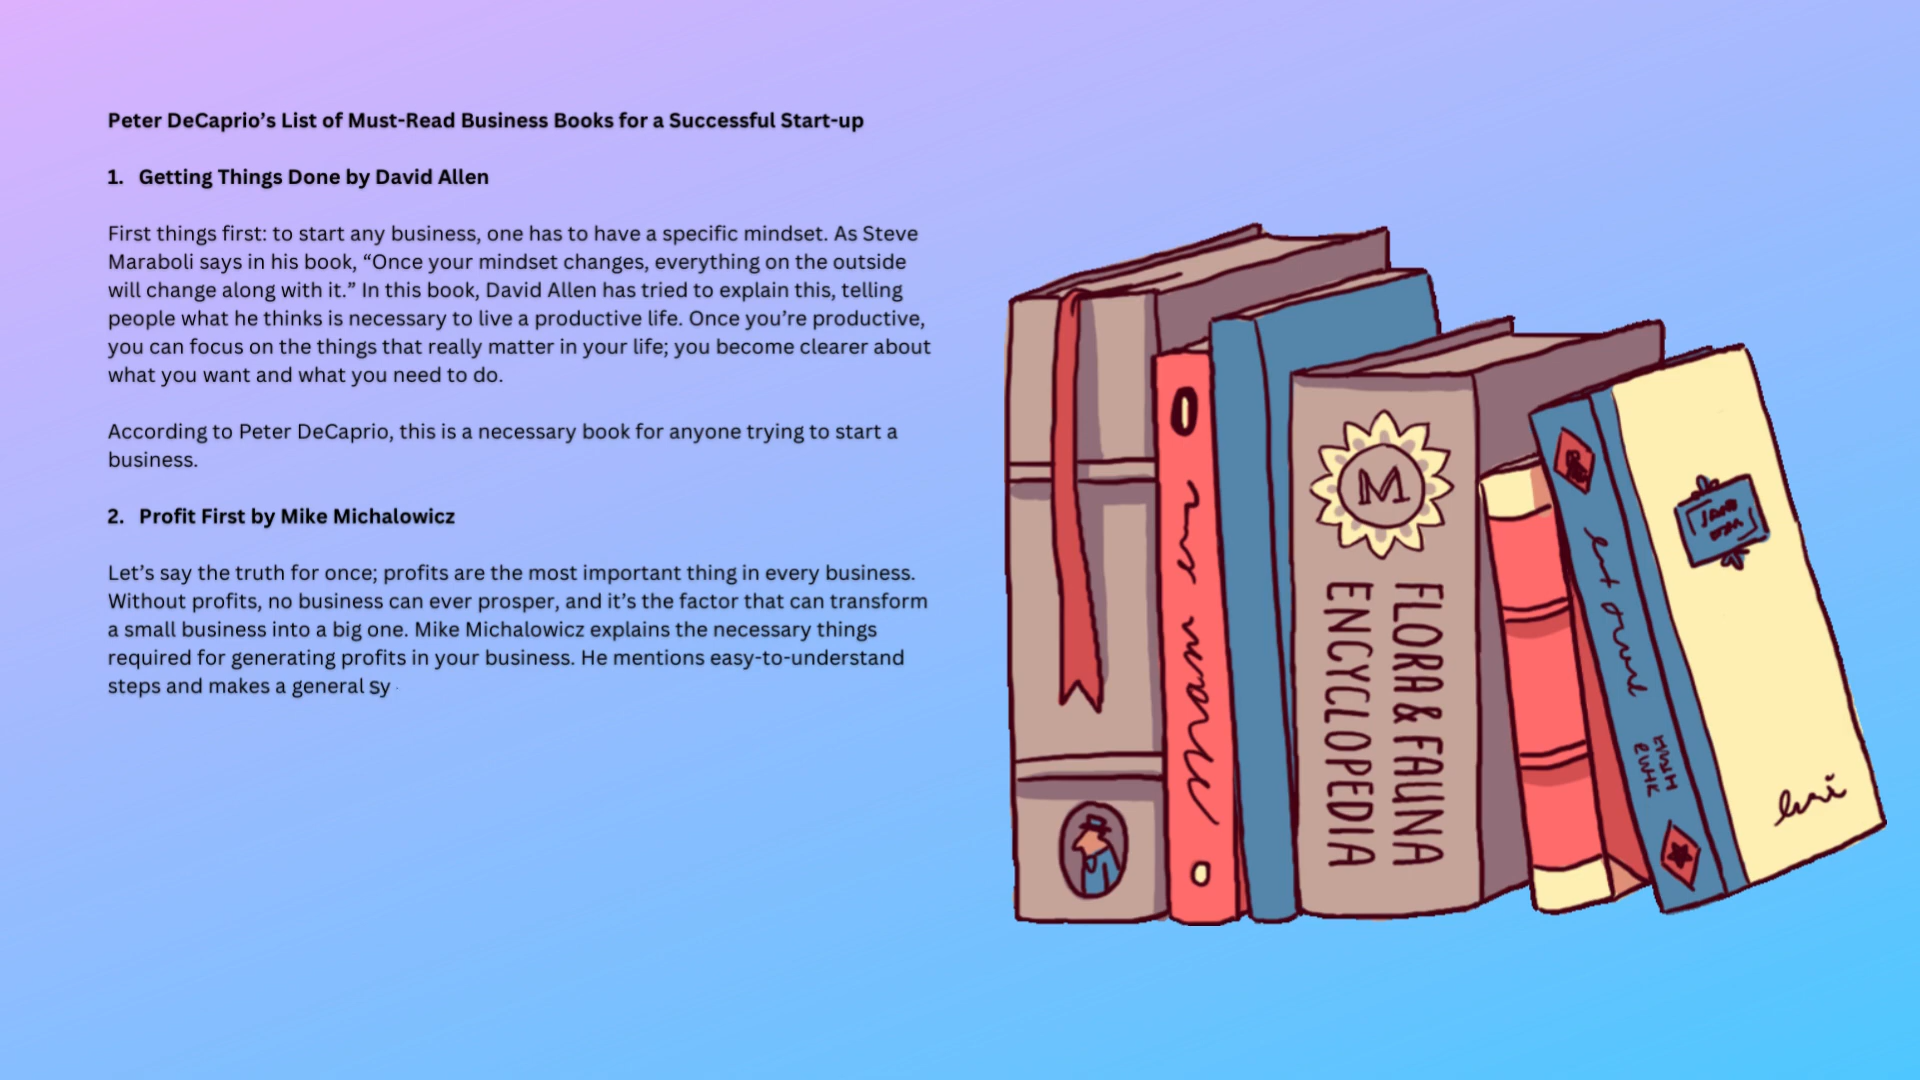 Peter DeCaprio’s List of Must-Read Business Books for a Successful Start-up
1. Getting Things Done by David Allen
First things first: to start any business, one has to have a specific mindset. As Steve
Maraboli says in his book, “Once your mindset changes, everything on the outside
will change along with it.” In this book, David Allen has tried to explain this, telling
people what he thinks is necessary to live a productive life. Once you’re productive,
you can focus on the things that really matter in your life; you become clearer about
what you want and what you need to do.
According to Peter DeCaprio, this is a necessary book for anyone trying to start a
business.
2. Profit First by Mike Michalowicz
Let’s say the truth for once; profits are the most important thing in every business.
Without profits, no business can ever prosper, and it’s the factor that can transform
a small business into a big one. Mike Michalowicz explains the necessary things
required for generating profits in your business. He mentions easy-to-understand
steps and makes a general sy
M
FLORA & FAUNA
ENCYCLOPEDIA